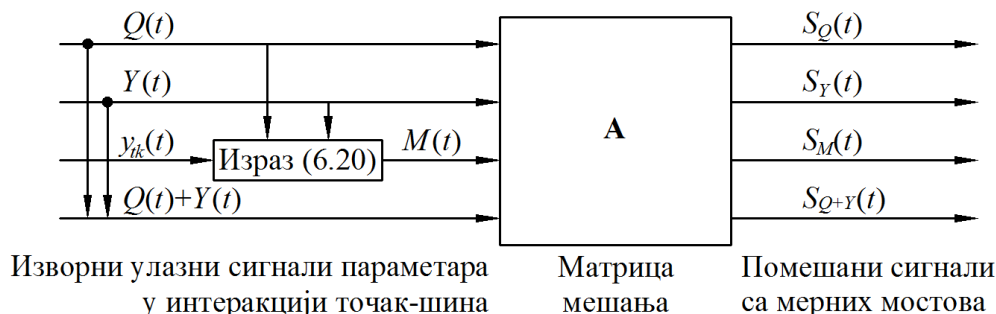 Q(t)
S_Q(t)
Y(t)
S_Y(t)
A
y_tk(t)
Израз (6.20)
M(t)
S_M(t)
Q(t)+Y(t)
S_Q+Y(t)
Изворни улазни сигнали параметара
у интеракцији точак-шина
Матрица
мешања
Помешани сигнали
са мерних мостова